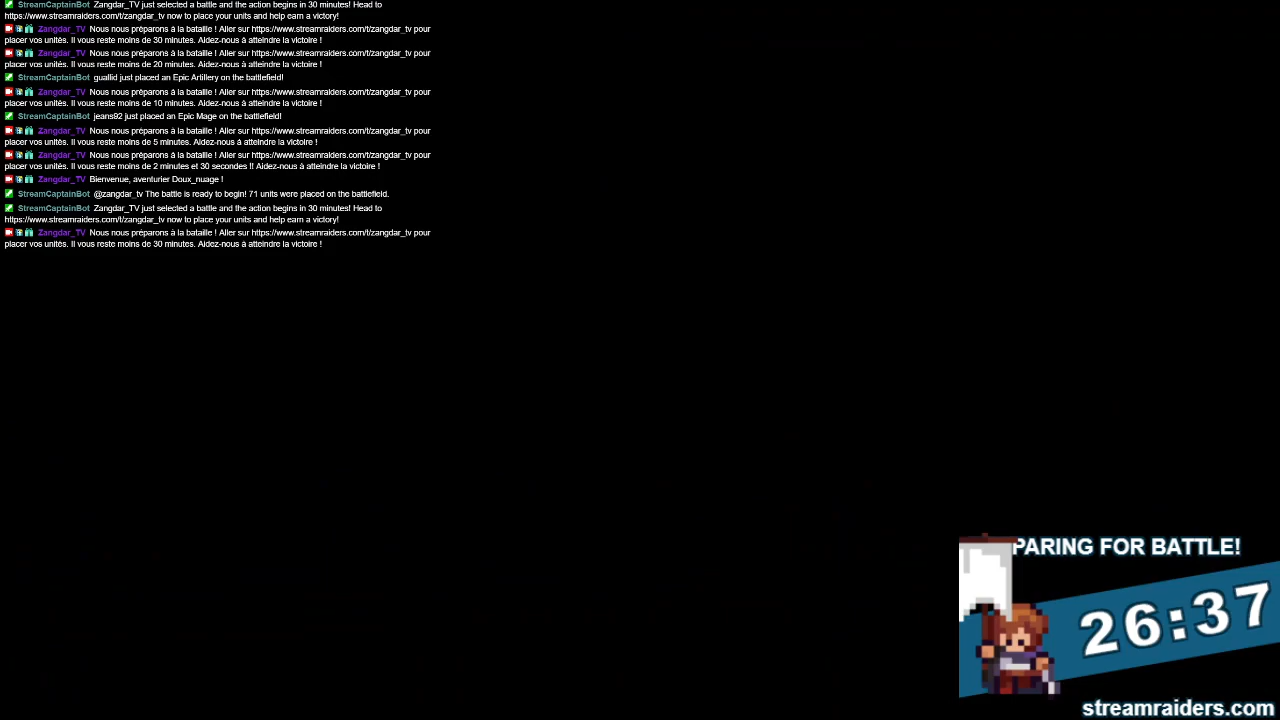 StreamCaptainBot Zangdar_TV just selected a battle and the action begins in 30 minutes! Head to
https://www.streamraiders.com/t/zangdar_tv now to place your units and help earn a victory!
Zangdar_TV Nous nous préparons à la bataille ! Aller sur https://www.streamraiders.com/t/zangdar_tv pour
placer vos unités. Il vous reste moins de 30 minutes. Aidez-nous à atteindre la victoire !
Zangdar_TV Nous nous préparons à la bataille ! Aller sur https://www.streamraiders.com/t/zangdar_tv pour
placer vos unités. Il vous reste moins de 20 minutes. Aidez-nous à atteindre la victoire !
StreamCaptainBot guallid just placed an Epic Artillery on the battlefield!
Zangdar_TV Nous nous préparons à la bataille ! Aller sur https://www.streamraiders.com/t/zangdar_tv pour
placer vos unités. Il vous reste moins de 10 minutes. Aidez-nous à atteindre la victoire !
StreamCaptainBot jeans92 just placed an Epic Mage on the battlefield!
Zangdar_TV Nous nous préparons à la bataille ! Aller sur https://www.streamraiders.com/t/zangdar_tv pour
placer vos unités. Il vous reste moins de 5 minutes. Aidez-nous à atteindre la victoire !
Zangdar_TV Nous nous préparons à la bataille ! Aller sur https://www.streamraiders.com/t/zangdar_tv pour
placer vos unités. Il vous reste moins de 2 minutes et 30 secondes !! Aidez-nous à atteindre la victoire !
Zangdar_TV Bienvenue, aventurier Doux_nuage !
StreamCaptainBot @zangdar_tv The battle is ready to begin! 71 units were placed on the battlefield.
StreamCaptainBot Zangdar_TV just selected a battle and the action begins in 30 minutes! Head to
https://www.streamraiders.com/t/zangdar_tv now to place your units and help earn a victory!
Zangdar_TV Nous nous préparons à la bataille ! Aller sur https://www.streamraiders.com/t/zangdar_tv pour
placer vos unités. Il vous reste moins de 30 minutes. Aidez-nous à atteindre la victoire !
PARING FOR BATTLE!
26:37
streamraiders.com